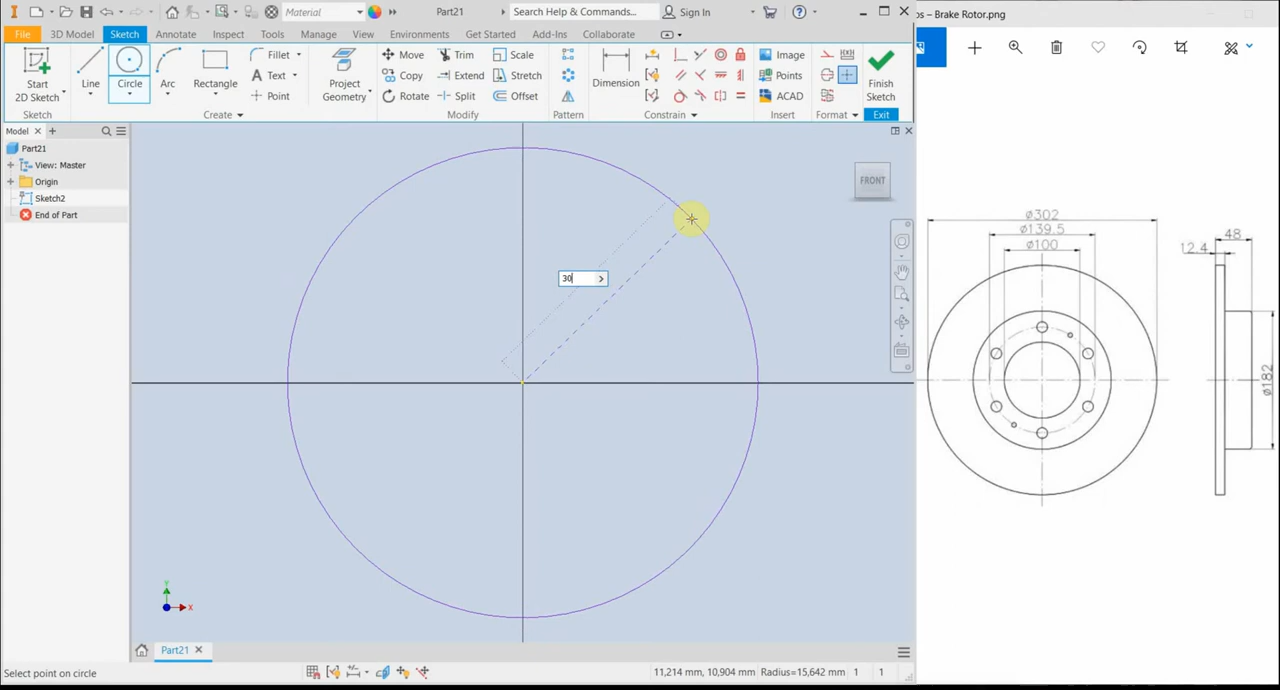 Material
Part21
Search Help & Commands...
Sign In
os – Brake Rotor.png
File
3D Model
Sketch
Annotate
Inspect
Tools
Manage
View
Environments
Get Started
Add-Ins
Collaborate
Start
2D Sketch
Line
Circle
Arc
Rectangle
Fillet
Text
Point
Project
Geometry
Move
Copy
Rotate
Trim
Extend
Split
Scale
Stretch
Offset
Dimension
Image
Points
ACAD
Finish
Sketch
Sketch
Create
Modify
Pattern
Constrain
Insert
Format
Exit
Model
Part21
View: Master
Origin
Sketch2
End of Part
FRONT
30
Y
X
ø302
ø139.5
ø100
48
12.4
ø182
Part21
Select point on circle
11,214 mm, 10,904 mm
Radius=15,642 mm
1
1